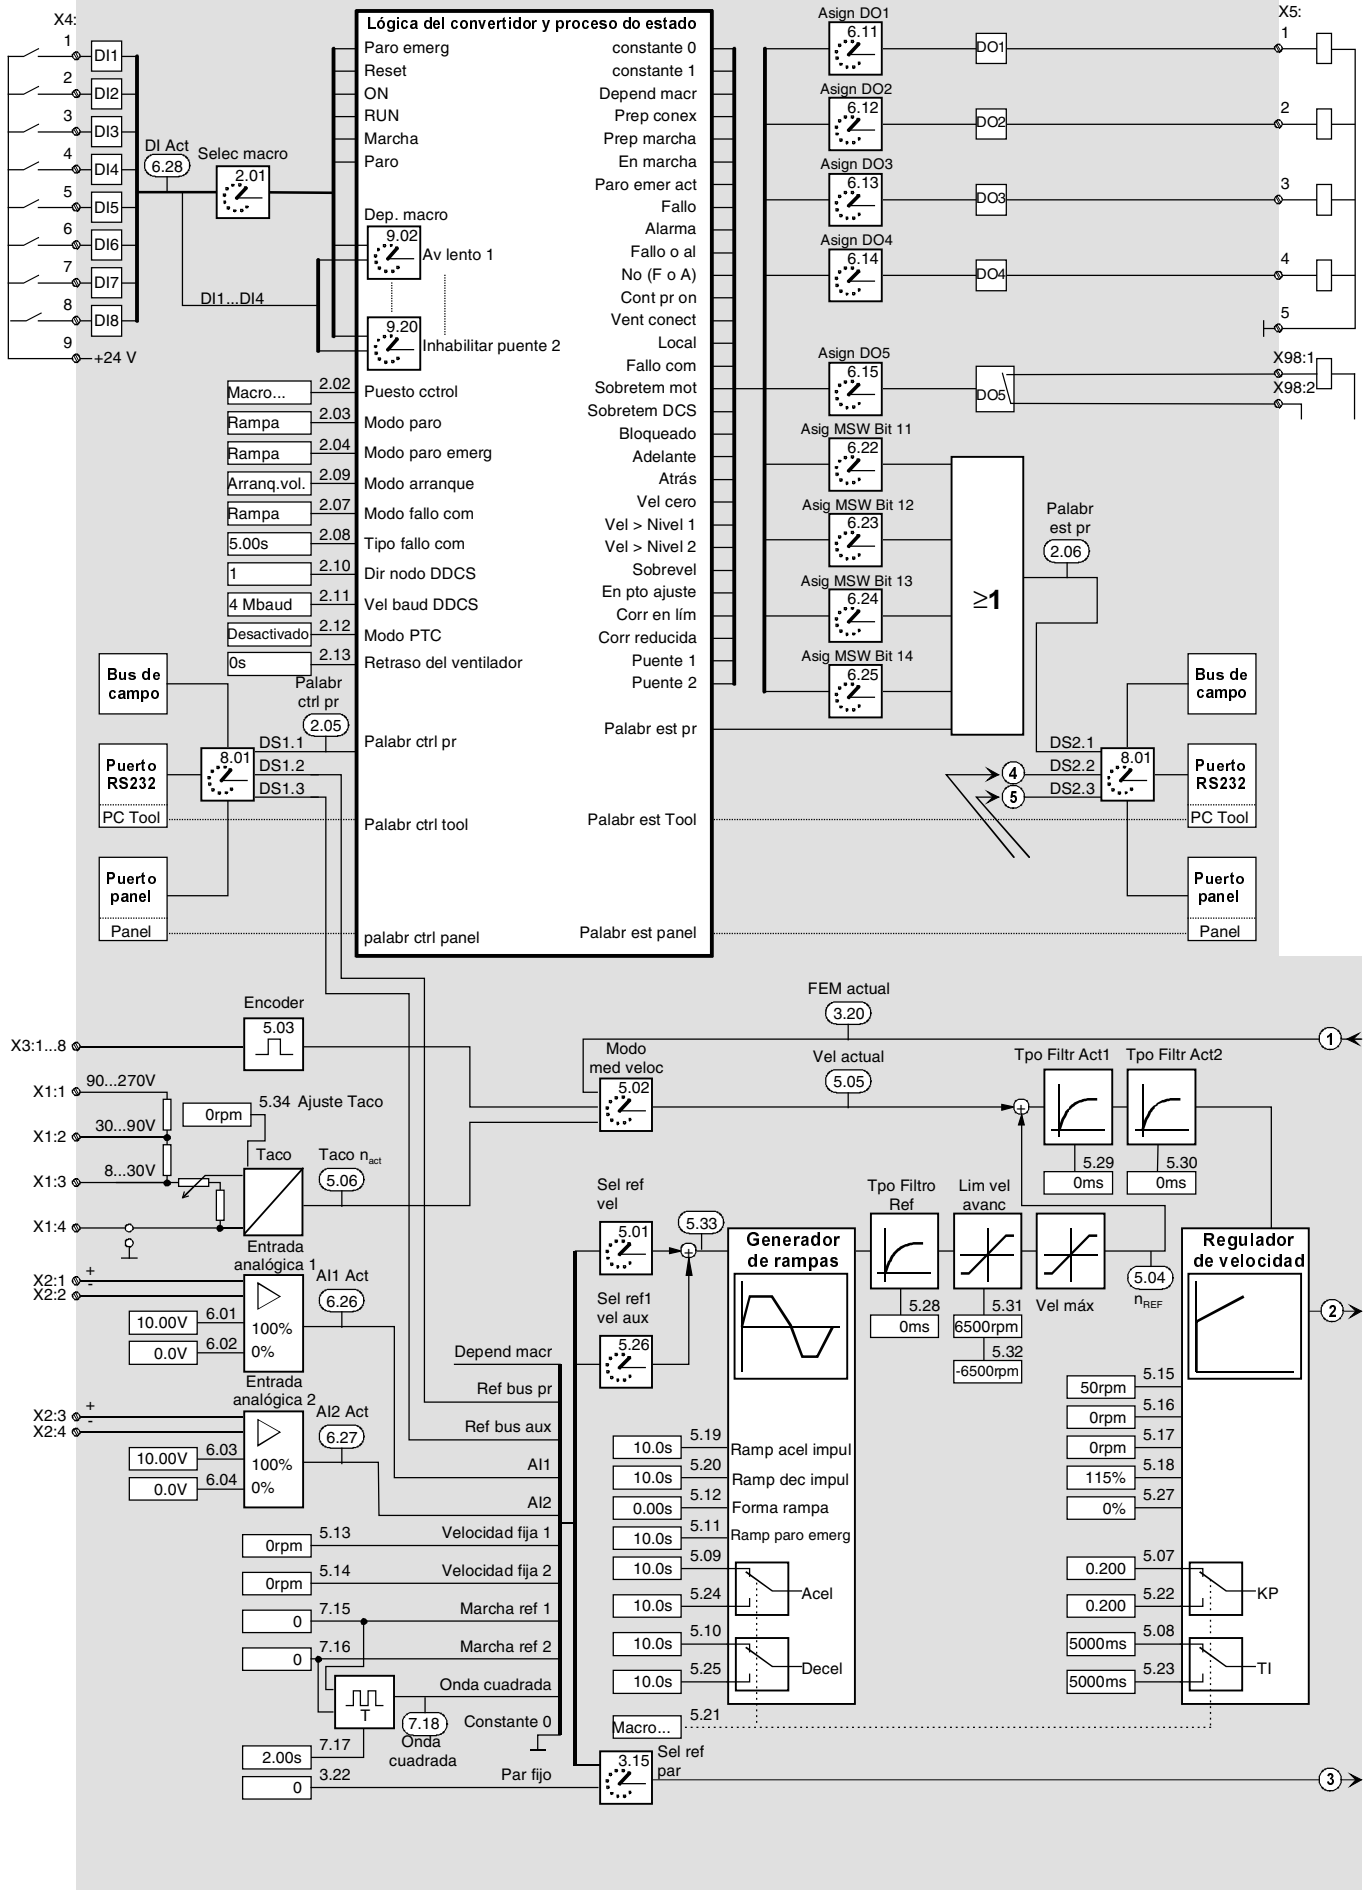 X4:
1
DI1
2
DI2
3
DI3
4
DI4
5
DI5
6
DI6
7
DI7
8
DI8
9
+24 V
DI Act
6.28
Selec macro
2.01
DI1...DI4
Lógica del convertidor y proceso do estado
Paro emerg
Reset
ON
RUN
Marcha
Paro
Dep. macro
9.02
Av lento 1
9.20
Inhabilitar puente 2
Macro...
2.02
Puesto cctrol
Rampa
2.03
Modo paro
Rampa
2.04
Modo paro emerg
Arranq.vol.
2.09
Modo arranque
Rampa
2.07
Modo fallo com
5.00s
2.08
Tipo fallo com
1
2.10
Dir nodo DDCS
4 Mbaud
2.11
Vel baud DDCS
Desactivado
2.12
Modo PTC
0s
2.13
Retraso del ventilador
Palabr
ctrl pr
2.05
Palabr ctrl pr
Palabr ctrl tool
palabr ctrl panel
constante 0
constante 1
Depend macr
Prep conex
Prep marcha
En marcha
Paro emer act
Fallo
Alarma
Fallo o al
No (F o A)
Cont pr on
Vent conect
Local
Fallo com
Sobretem mot
Sobretem DCS
Bloqueado
Adelante
Atrás
Vel cero
Vel > Nivel 1
Vel > Nivel 2
Sobrevel
En pto ajuste
Corr en lím
Corr reducida
Puente 1
Puente 2
Palabr est pr
Palabr est Tool
Palabr est panel
Asign DO1
6.11
DO1
Asign DO2
6.12
DO2
Asign DO3
6.13
DO3
Asign DO4
6.14
DO4
Asign DO5
6.15
DO5
Asig MSW Bit 11
6.22
Asig MSW Bit 12
6.23
Asig MSW Bit 13
6.24
Asig MSW Bit 14
6.25
≥1
Palabr
est pr
2.06
X5:
1
2
3
4
5
X98:1
X98:2
Bus de
campo
Puerto
RS232
PC Tool
Puerto
panel
Panel
8.01
DS1.1
DS1.2
DS1.3
4
5
DS2.1
DS2.2
DS2.3
8.01
Bus de
campo
Puerto
RS232
PC Tool
Puerto
panel
Panel
Encoder
5.03
X3:1...8
X1:1
90...270V
X1:2
30...90V
X1:3
8...30V
X1:4
0rpm
5.34 Ajuste Taco
Taco
Taco nact
5.06
Modo
med veloc
5.02
FEM actual
3.20
1
Vel actual
5.05
+
Tpo Filtr Act1
5.29
0ms
Tpo Filtr Act2
5.30
0ms
Entrada
analógica 1
X2:1
+
X2:2
-
AI1 Act
6.26
10.00V
6.01
100%
0.0V
6.02
0%
Entrada
analógica 2
X2:3
+
X2:4
-
AI2 Act
6.27
10.00V
6.03
100%
0.0V
6.04
0%
Depend macr
Ref bus pr
Ref bus aux
AI1
AI2
0rpm
5.13
Velocidad fija 1
0rpm
5.14
Velocidad fija 2
0
7.15
Marcha ref 1
0
7.16
Marcha ref 2
Onda cuadrada
T
7.18
Onda
cuadrada
Constante 0
2.00s
7.17
0
3.22
Par fijo
Sel ref
vel
5.01
+
5.33
Sel ref1
vel aux
5.26
3.15
Sel ref
par
3
Generador
de rampas
10.0s
5.19
Ramp acel impul
10.0s
5.20
Ramp dec impul
0.00s
5.12
Forma rampa
10.0s
5.11
Ramp paro emerg
10.0s
5.09
10.0s
5.24
Acel
10.0s
5.10
10.0s
5.25
Decel
Macro...
5.21
Tpo Filtro
Ref
5.28
0ms
Lim vel
avanc
5.31
6500rpm
5.32
-6500rpm
Vel máx
5.04
nREF
Regulador
de velocidad
2
50rpm
5.15
0rpm
5.16
0rpm
5.17
115%
5.18
0%
5.27
0.200
5.07
0.200
5.22
KP
5000ms
5.08
5000ms
5.23
TI